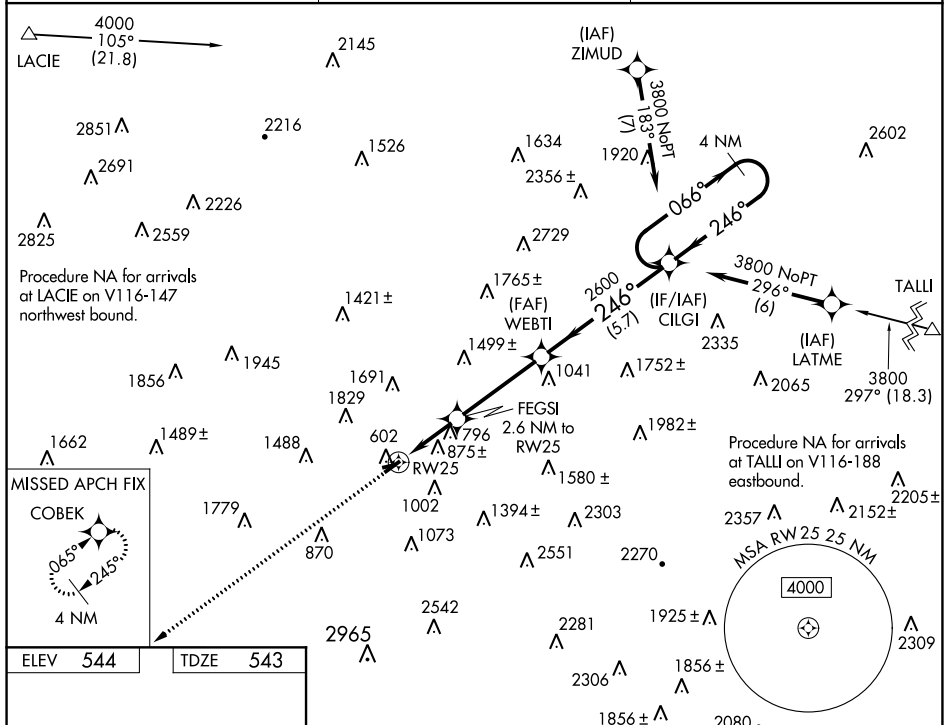 4000
105°
(21.8)
LACIE
2145
(IAF)
ZIMUD
3800 NoPT
183°
(7)
2851
2216
2691
1526
1634
1920
4 NM
2602
2356 ±
2226
2825
2559
066°
246°
2729
Procedure NA for arrivals
at LACIE on V116-147
northwest bound.
1765 ±
2600
246°
(5.7)
(IF/IAF)
CILGI
3800 NoPT
296°
(6)
TALLI
1421 ±
(FAF)
WEBTI
2335
(IAF)
LATME
1945
1499 ±
1856
1041
1752 ±
2065
3800
297° (18.3)
1691
1829
FEGSI
2.6 NM to
RW25
1982 ±
1662
1489 ±
1488
602
796
875 ±
RW25
Procedure NA for arrivals
at TALLI on V116-188
eastbound.
1580 ±
MISSED APCH FIX
COBEK
065°
245°
4 NM
1002
2205 ±
1779
1394 ±
2303
2357
2152 ±
870
1073
2551
2270
MSA RW 25 25 NM
4000
2542
1925 ±
2965
2281
2309
ELEV 544
TDZE 543
2306
1856 ±
1856 ±
2080